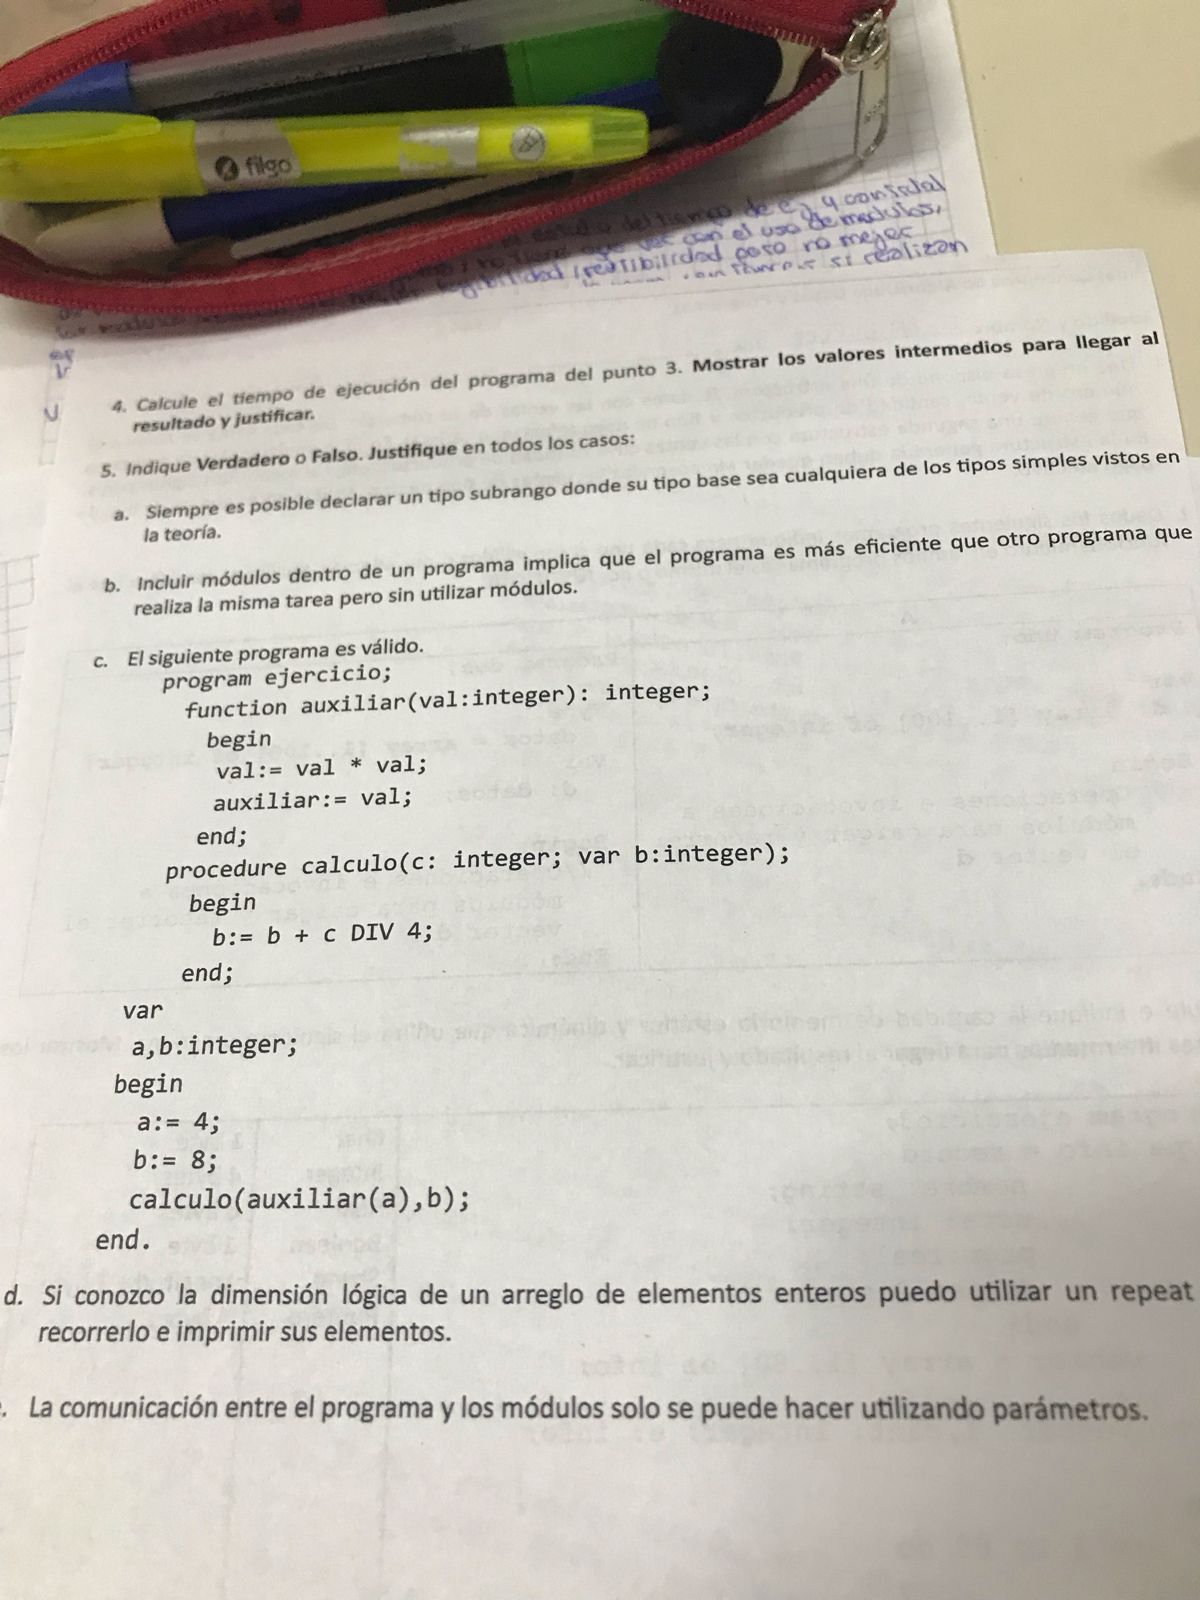 filgo
del tiempo de ej y cantidad
que ver con el uso de modulos,
legibilidad, reusibilidad pero no mejor
si realizan
4. Calcule el tiempo de ejecución del programa del punto 3. Mostrar los valores intermedios para llegar al
resultado y justificar.
5. Indique Verdadero o Falso. Justifique en todos los casos:
a. Siempre es posible declarar un tipo subrango donde su tipo base sea cualquiera de los tipos simples vistos en
la teoría.
b. Incluir módulos dentro de un programa implica que el programa es más eficiente que otro programa que
realiza la misma tarea pero sin utilizar módulos.
c. El siguiente programa es válido.
program ejercicio;
function auxiliar(val:integer): integer;
begin
val:= val * val;
auxiliar:= val;
end;
procedure calculo(c: integer; var b:integer);
begin
b:= b + c DIV 4;
end;
var
a,b:integer;
begin
a:= 4;
b:= 8;
calculo(auxiliar(a),b);
end.
d. Si conozco la dimensión lógica de un arreglo de elementos enteros puedo utilizar un repeat
recorrerlo e imprimir sus elementos.
. La comunicación entre el programa y los módulos solo se puede hacer utilizando parámetros.